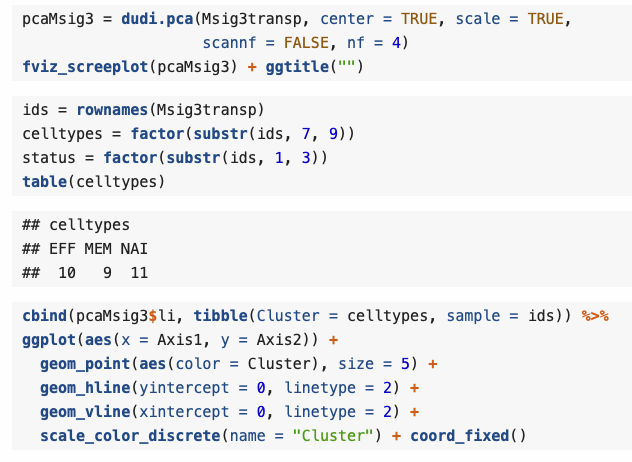 pcaMsig3 = dudi.pca(Msig3transp, center = TRUE, scale = TRUE,
                    scannf = FALSE, nf = 4)
fviz_screeplot(pcaMsig3) + ggtitle("")
ids = rownames(Msig3transp)
celltypes = factor(substr(ids, 7, 9))
status = factor(substr(ids, 1, 3))
table(celltypes)
## celltypes
## EFF MEM NAI
##  10   9  11
cbind(pcaMsig3$li, tibble(Cluster = celltypes, sample = ids)) %>%
ggplot(aes(x = Axis1, y = Axis2)) +
  geom_point(aes(color = Cluster), size = 5) +
  geom_hline(yintercept = 0, linetype = 2) +
  geom_vline(xintercept = 0, linetype = 2) +
  scale_color_discrete(name = "Cluster") + coord_fixed()